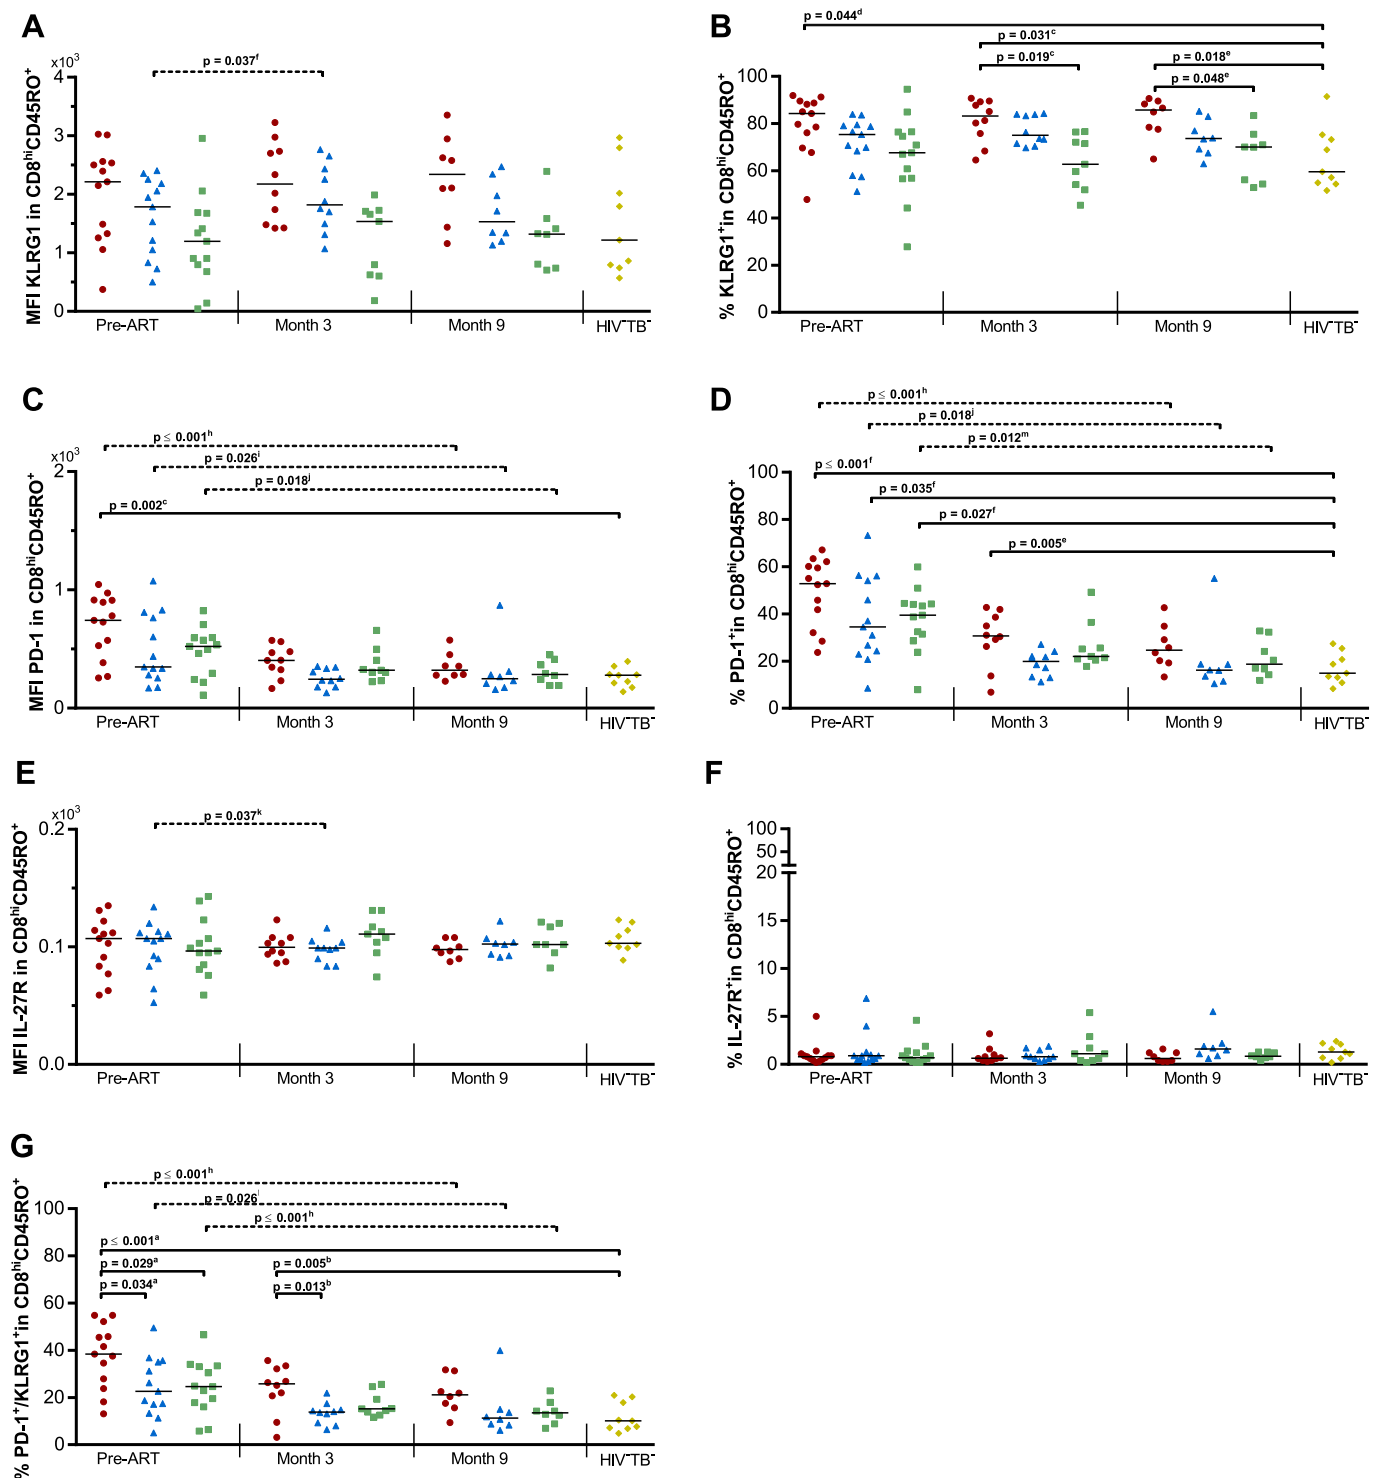 A
×10³
MFI KLRG1 in CD8ʰⁱCD45RO⁺
4
3
2
1
0
p = 0.037ᶠ
Pre-ART
Month 3
Month 9
HIV⁻TB⁻
B
% KLRG1⁺in CD8ʰⁱCD45RO⁺
100
80
60
40
20
0
p = 0.044ᵈ
p = 0.031ᶜ
p = 0.019ᶜ
p = 0.018ᵉ
p = 0.048ᵉ
Pre-ART
Month 3
Month 9
HIV⁻TB⁻
C
×10³
MFI PD-1 in CD8ʰⁱCD45RO⁺
2
1
0
p ≤ 0.001ʰ
p = 0.026ⁱ
p = 0.018ʲ
p = 0.002ᶜ
Pre-ART
Month 3
Month 9
HIV⁻TB⁻
D
% PD-1⁺in CD8ʰⁱCD45RO⁺
100
80
60
40
20
0
p ≤ 0.001ʰ
p = 0.018ʲ
p = 0.012ᵐ
p ≤ 0.001ᶠ
p = 0.035ᶠ
p = 0.027ᶠ
p = 0.005ᵉ
Pre-ART
Month 3
Month 9
HIV⁻TB⁻
E
×10³
MFI IL-27R in CD8ʰⁱCD45RO⁺
0.2
0.1
0.0
p = 0.037ᵏ
Pre-ART
Month 3
Month 9
HIV⁻TB⁻
F
% IL-27R⁺in CD8ʰⁱCD45RO⁺
100
50
20
15
10
5
0
Pre-ART
Month 3
Month 9
HIV⁻TB⁻
G
% PD-1⁺/KLRG1⁺in CD8ʰⁱCD45RO⁺
100
80
60
40
20
0
p ≤ 0.001ʰ
p = 0.026ⁱ
p ≤ 0.001ʰ
p ≤ 0.001ᵃ
p = 0.029ᵃ
p = 0.034ᵃ
p = 0.005ᵇ
p = 0.013ᵇ
Pre-ART
Month 3
Month 9
HIV⁻TB⁻